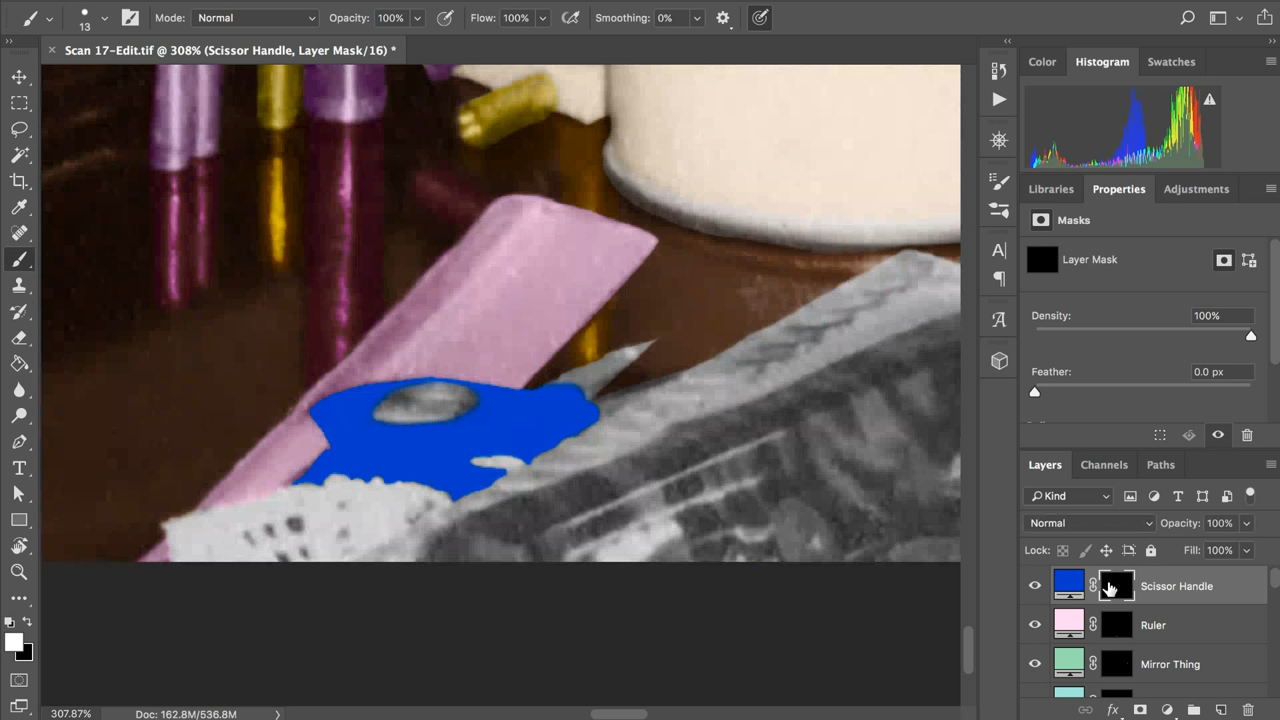 13
Mode:
Normal
Opacity:
100%
Flow:
100%
Smoothing:
0%
Scan 17-Edit.tif @ 308% (Scissor Handle, Layer Mask/16) *
Color
Histogram
Swatches
Libraries
Properties
Adjustments
Masks
Layer Mask
Density:
100%
Feather:
0.0 px
Layers
Channels
Paths
Kind
Normal
Opacity:
100%
Lock:
Fill:
100%
Scissor Handle
Ruler
Mirror Thing
307.87%
Doc: 162.8M/536.8M